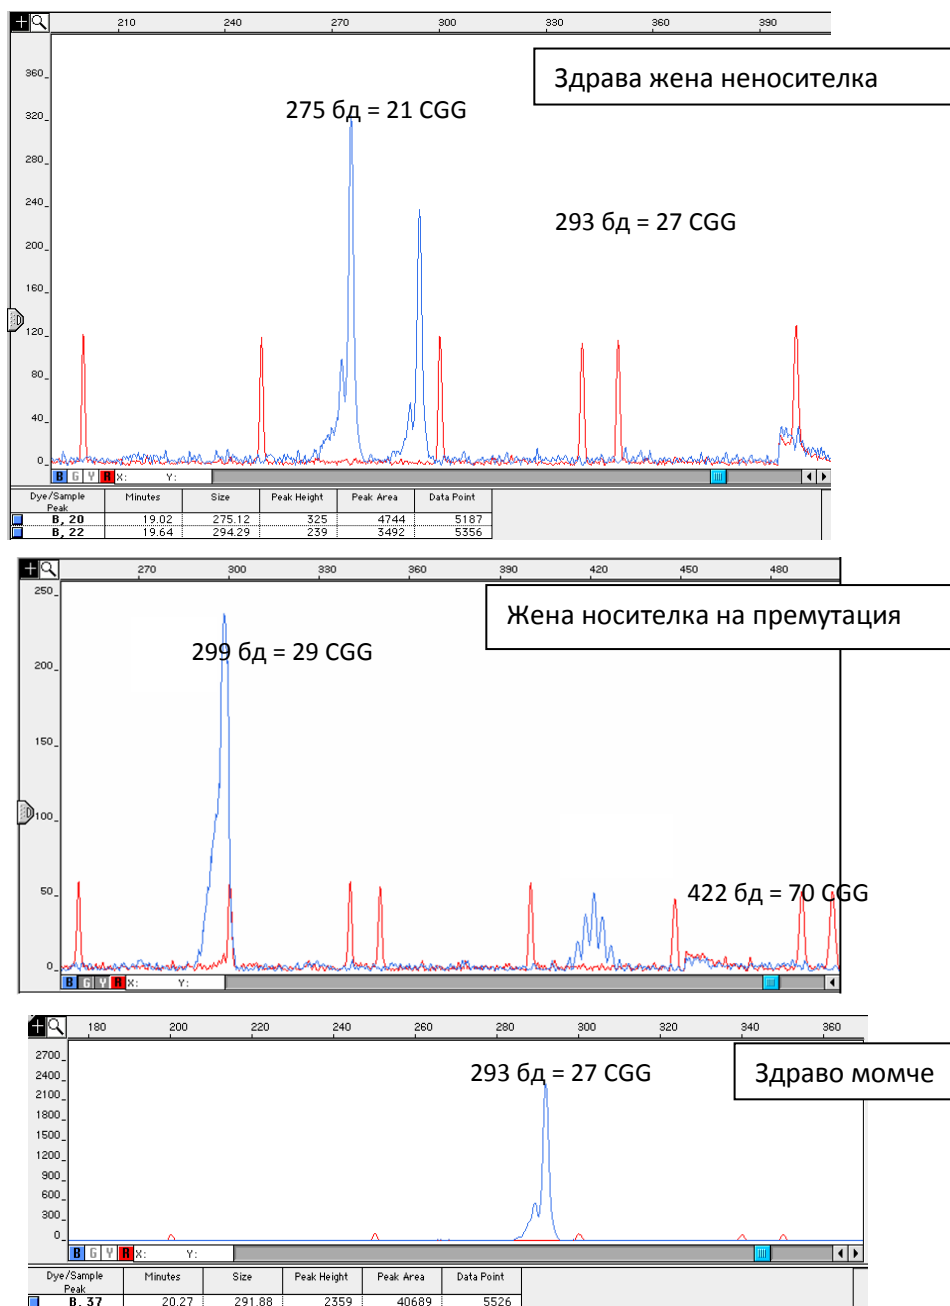 210 240 270 300 330 360 390
Здрава жена неносителка
275 бд = 21 CGG
293 бд = 27 CGG
360
320
280
240
200
160
120
80
40
0
B G Y R X: Y:
Dye/Sample Peak Minutes Size Peak Height Peak Area Data Point
B, 20 19.02 275.12 325 4744 5187
B, 22 19.64 294.29 239 3492 5356
270 300 330 360 390 420 450 480
Жена носителка на премутация
299 бд = 29 CGG
422 бд = 70 CGG
250
200
150
100
50
0
B G Y R X: Y:
180 200 220 240 260 280 300 320 340 360
293 бд = 27 CGG
Здраво момче
2700
2400
2100
1800
1500
1200
900
600
300
0
B G Y R X: Y:
Dye/Sample Peak Minutes Size Peak Height Peak Area Data Point
B, 37 20.27 291.88 2359 40689 5526